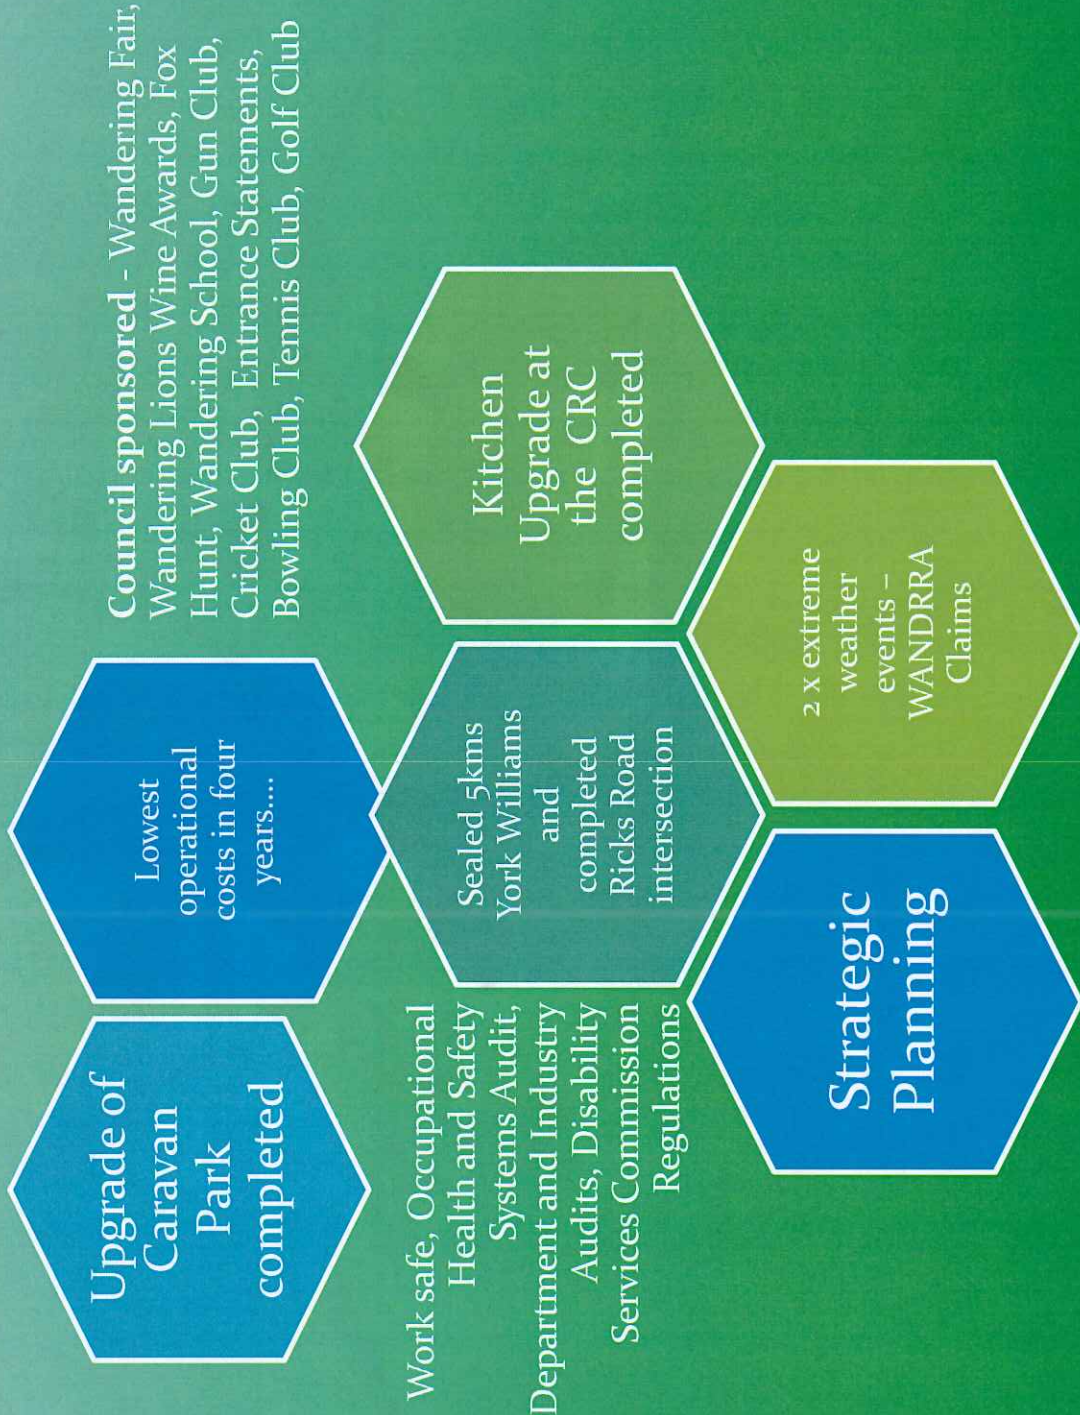 Upgrade of
Caravan
Park
completed
Lowest
operational
costs in four
years....
Council sponsored - Wandering Fair,
Wandering Lions Wine Awards, Fox
Hunt, Wandering School, Gun Club,
Cricket Club, Entrance Statements,
Bowling Club, Tennis Club, Golf Club
Work safe, Occupational
Health and Safety
Systems Audit,
Department and Industry
Audits, Disability
Services Commission
Regulations
Sealed 5kms
York Williams
and
completed
Ricks Road
intersection
Kitchen
Upgrade at
the CRC
completed
Strategic
Planning
2 x extreme
weather
events –
WANDRRA
Claims